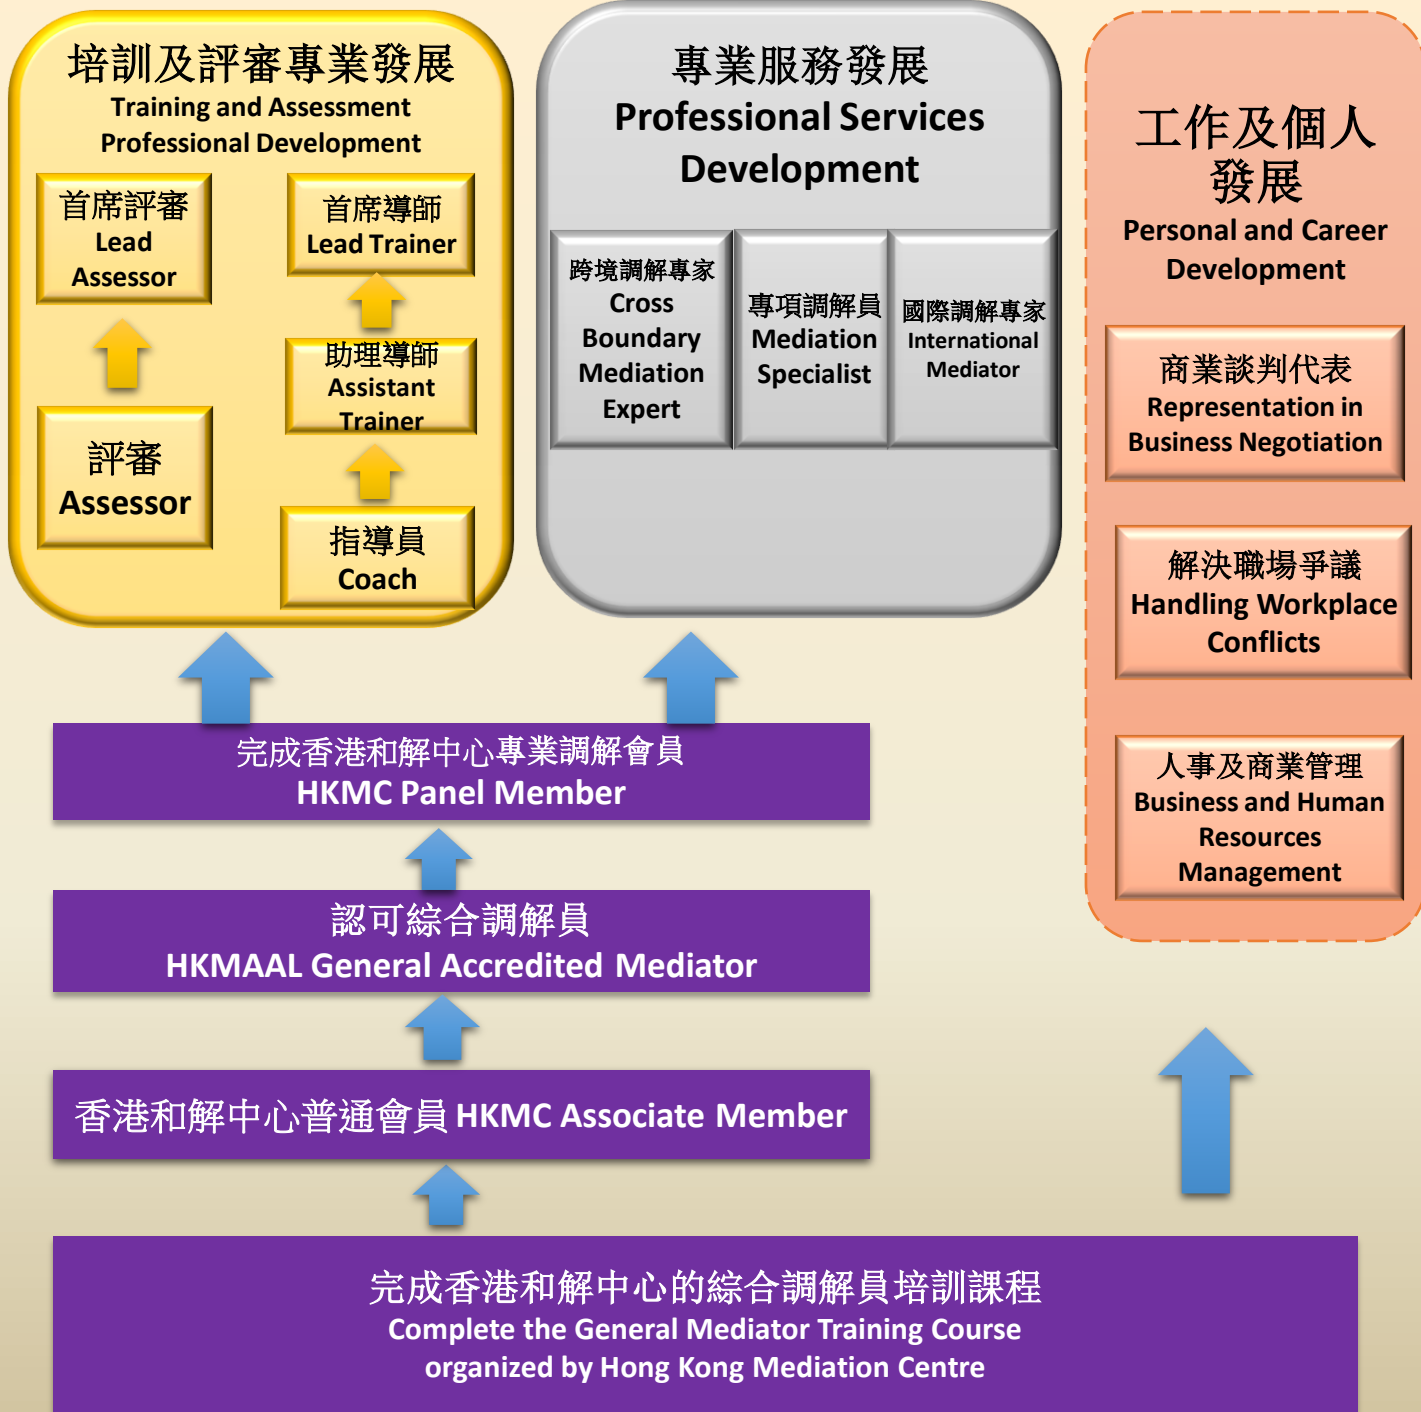 培訓及評審專業發展
Training and Assessment
Professional Development
首席評審
Lead
Assessor
評審
Assessor
首席導師
Lead Trainer
助理導師
Assistant
Trainer
指導員
Coach
專業服務發展
Professional Services
Development
跨境調解專家
Cross
Boundary
Mediation
Expert
專項調解員
Mediation
Specialist
國際調解專家
International
Mediator
工作及個人
發展
Personal and Career
Development
商業談判代表
Representation in
Business Negotiation
解決職場爭議
Handling Workplace
Conflicts
人事及商業管理
Business and Human
Resources
Management
完成香港和解中心專業調解會員
HKMC Panel Member
認可綜合調解員
HKMAAL General Accredited Mediator
香港和解中心普通會員 HKMC Associate Member
完成香港和解中心的綜合調解員培訓課程
Complete the General Mediator Training Course
organized by Hong Kong Mediation Centre